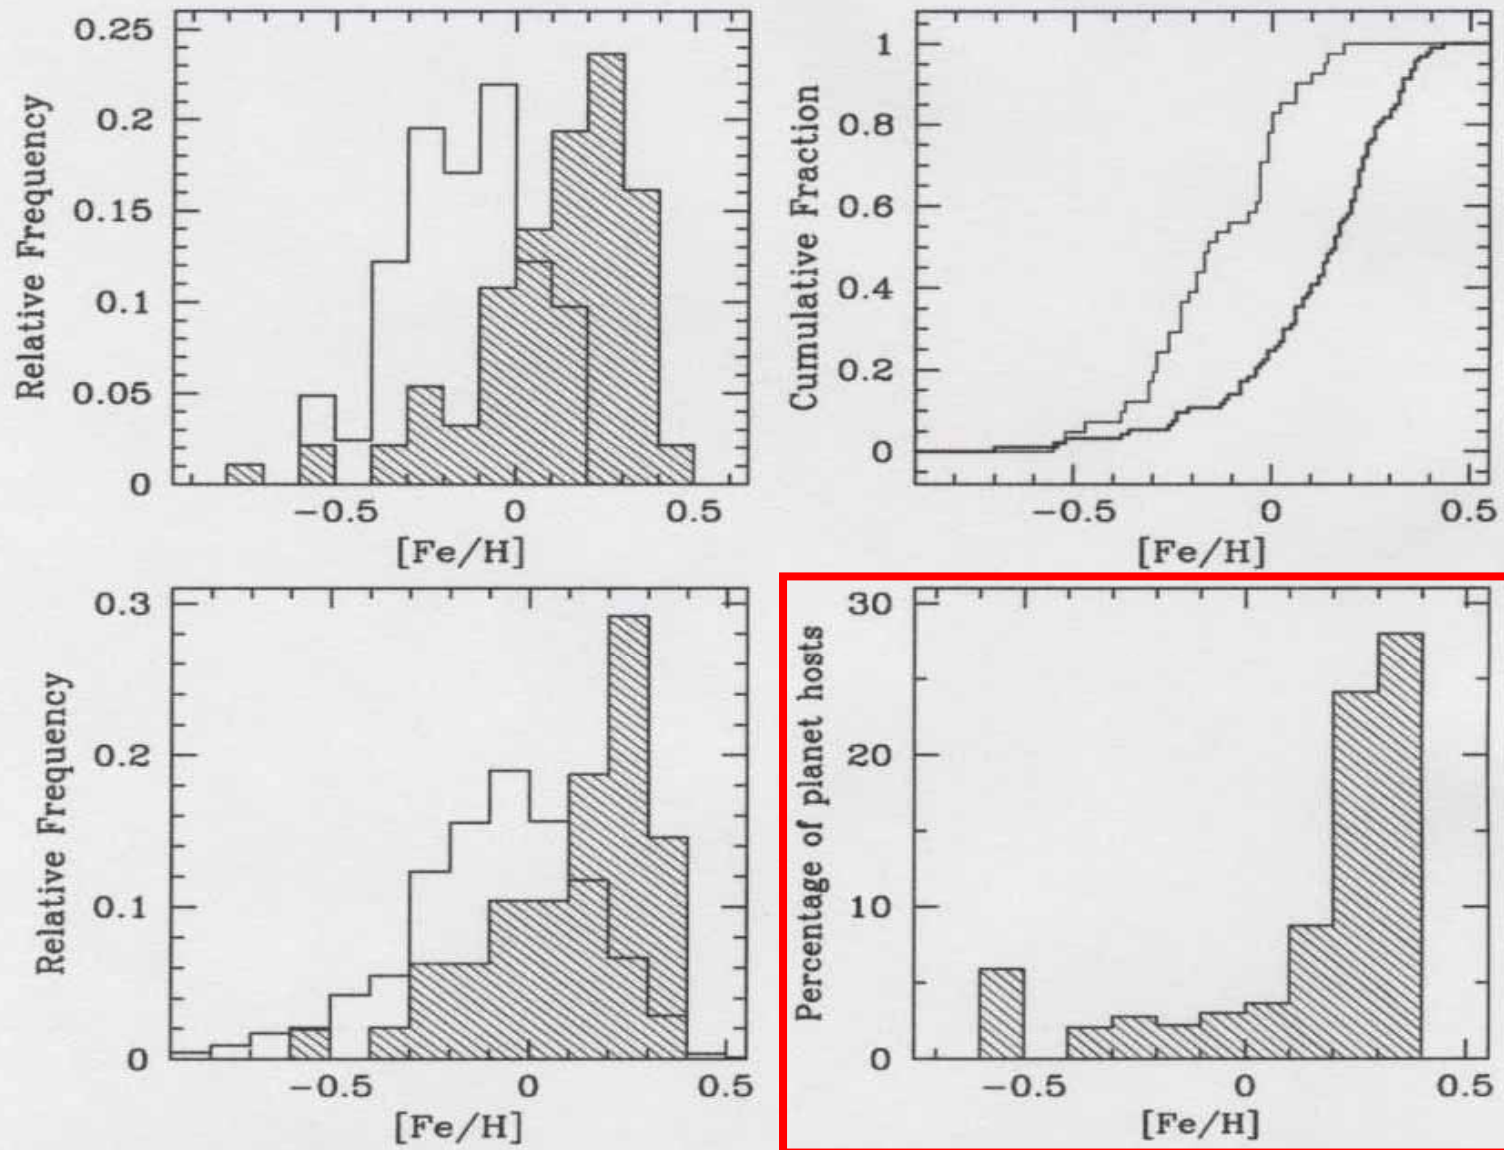 Relative Frequency
0.25
0.2
0.15
0.1
0.05
0
−0.5 0 0.5
[Fe/H]
Cumulative Fraction
1
0.8
0.6
0.4
0.2
0
−0.5 0 0.5
[Fe/H]
Relative Frequency
0.3
0.2
0.1
0
−0.5 0 0.5
[Fe/H]
Percentage of planet hosts
30
20
10
0
−0.5 0 0.5
[Fe/H]